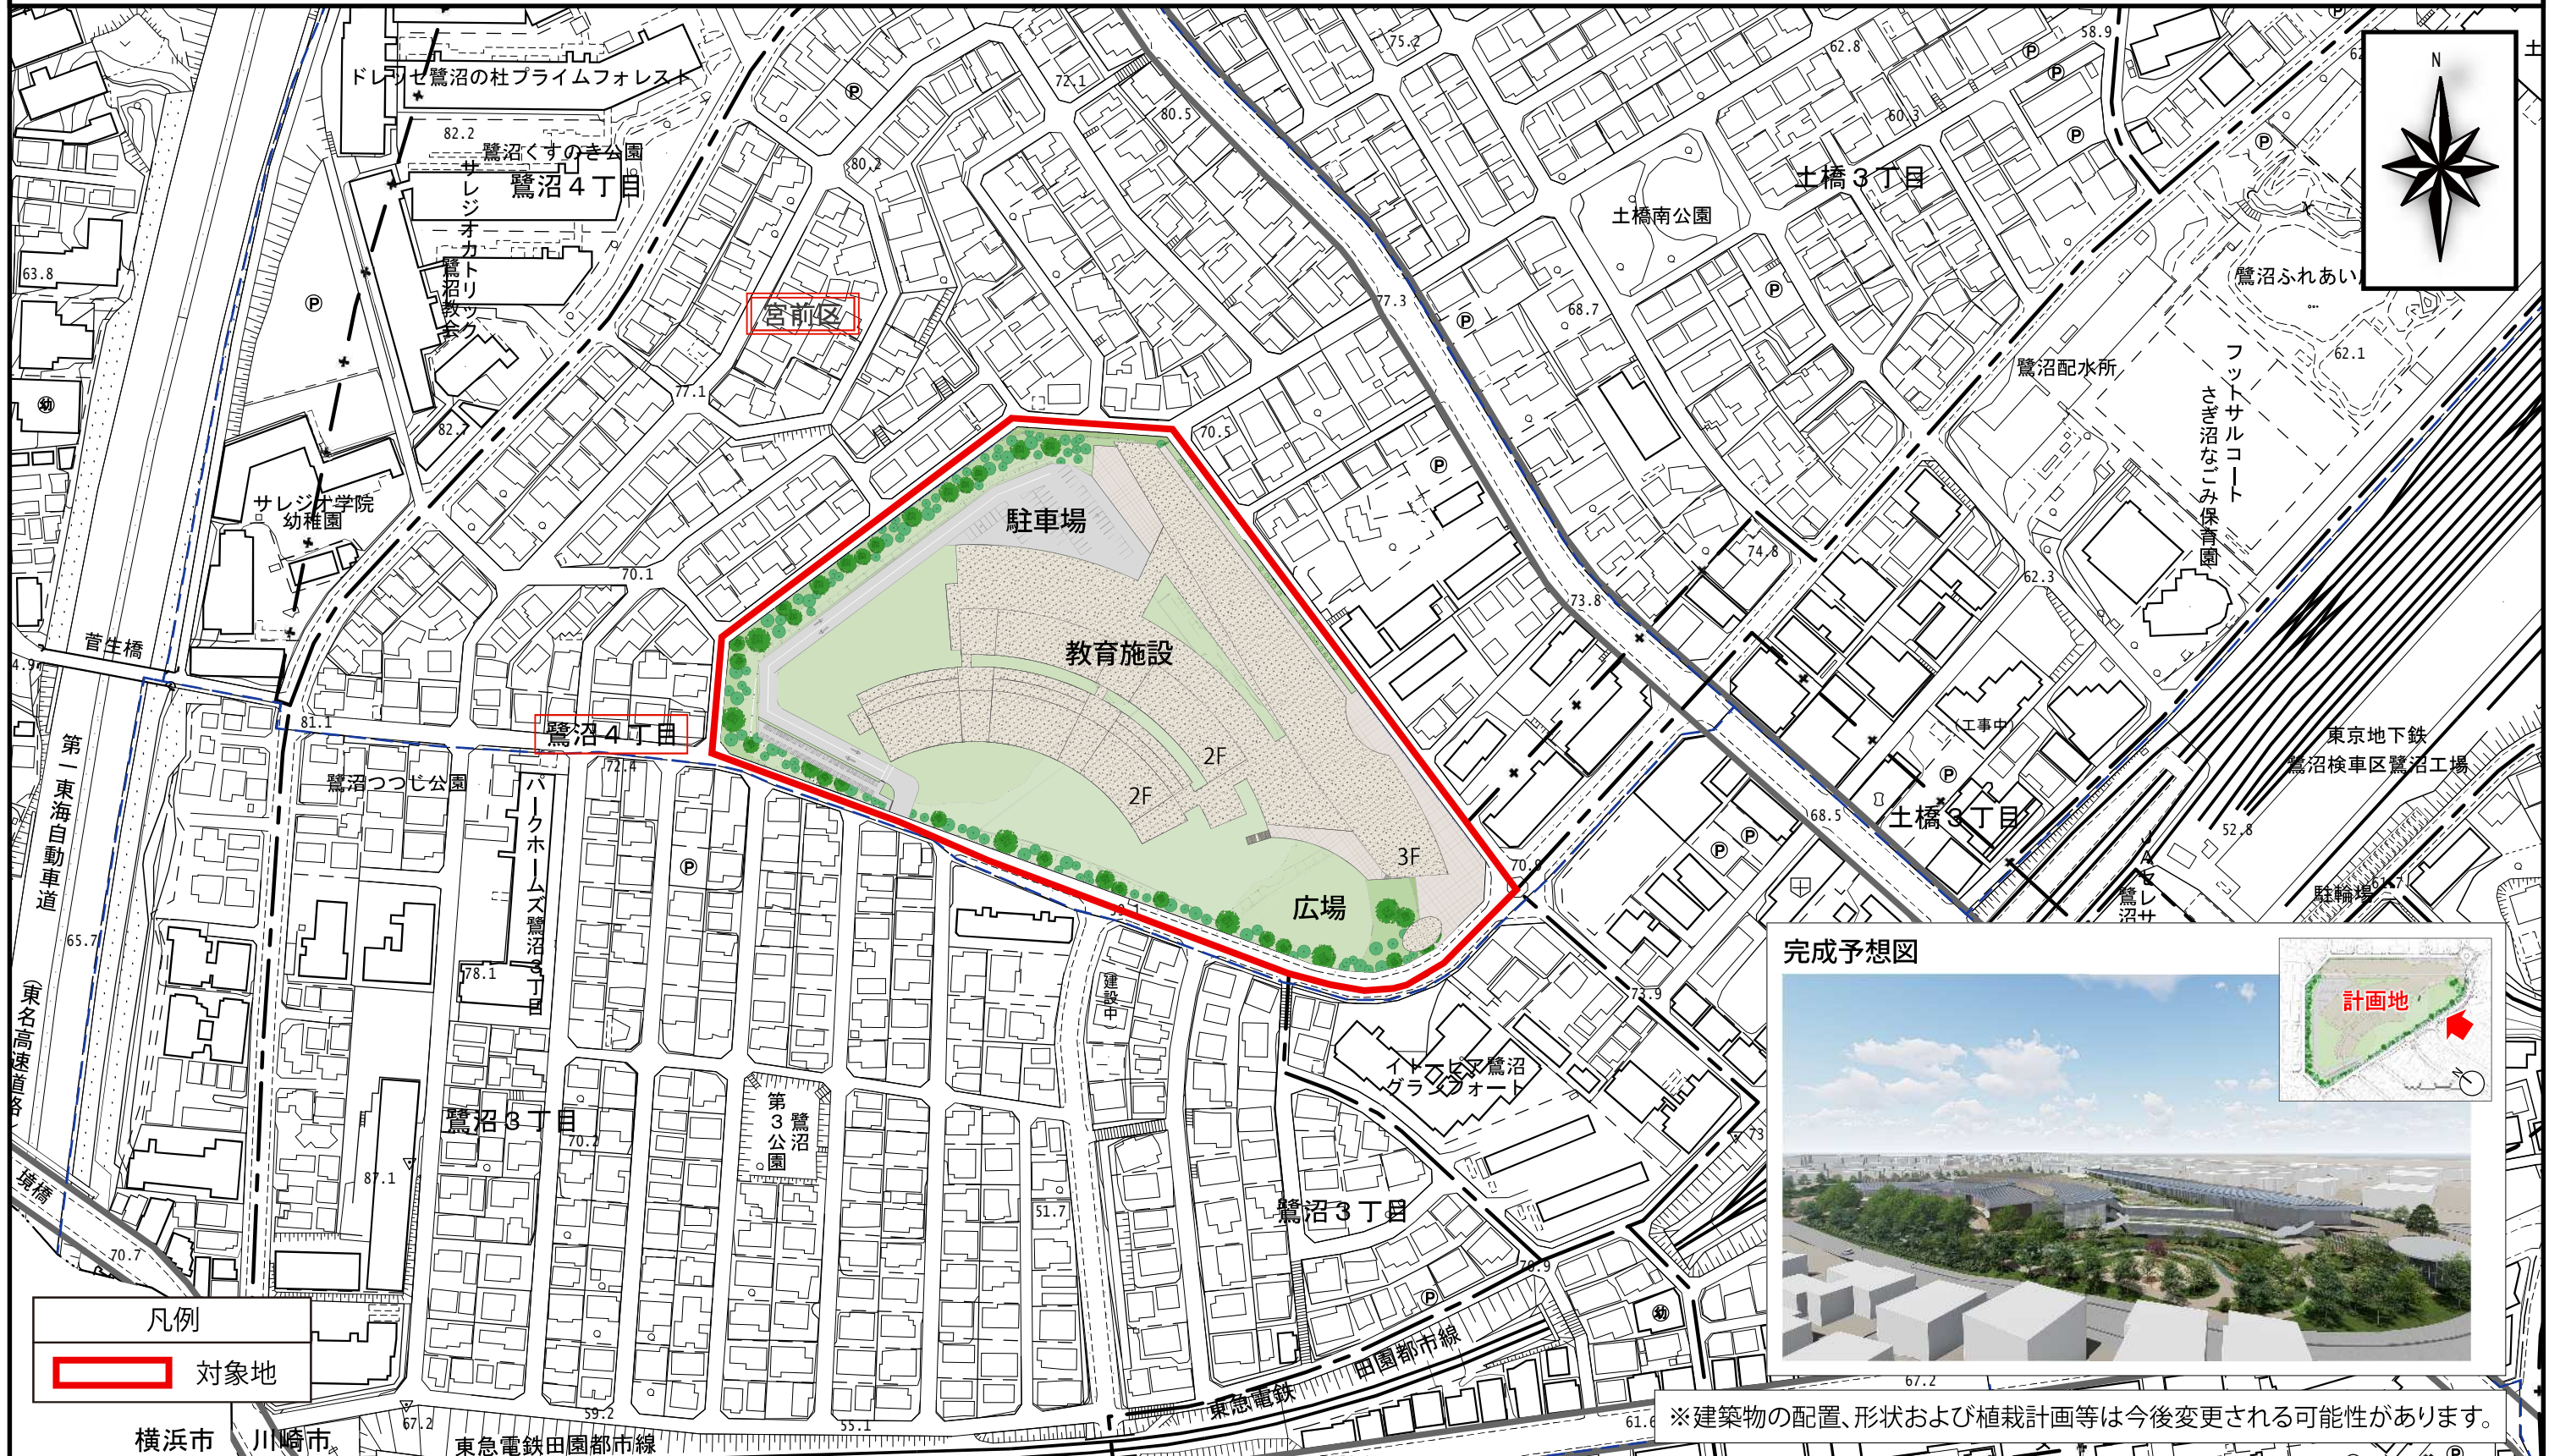 ドレッセ鷺沼の杜プライムフォレスト
82.2
鷺沼くすのき公園
鷺沼４丁目
サレジオカトリック
鷺沼教会
63.8
幼
サレジオ学院
幼稚園
宮前区
77.1
80.2
72.1
75.2
80.5
62.8
58.9
60.3
土橋３丁目
土橋南公園
77.3
68.7
70.5
N
鷺沼ふれあい
62.1
鷺沼配水所
フットサルコート
さぎ沼なごみ保育園
駐車場
教育施設
2F
2F
3F
広場
70.1
73.8
74.8
62.3
菅生橋
81.1
鷺沼４丁目
72.4
鷺沼つつじ公園
パークホームズ鷺沼３丁目
第一東海自動車道
(東名高速道路)
65.7
78.1
70.9
68.5
(工事中)
土橋３丁目
東京地下鉄
鷺沼検車区鷺沼工場
52.8
駐輪場
建設中
73.9
イトーピア鷺沼
グランフォート
鷺沼３丁目
70.2
鷺沼
第３公園
87.1
51.7
鷺沼３丁目
境橋
70.7
70.9
幼
田園都市線
東急電鉄
67.2
59.2
55.1
67.2
東急電鉄田園都市線
横浜市
川崎市
凡例
対象地
完成予想図
計画地
N
※建築物の配置、形状および植栽計画等は今後変更される可能性があります。